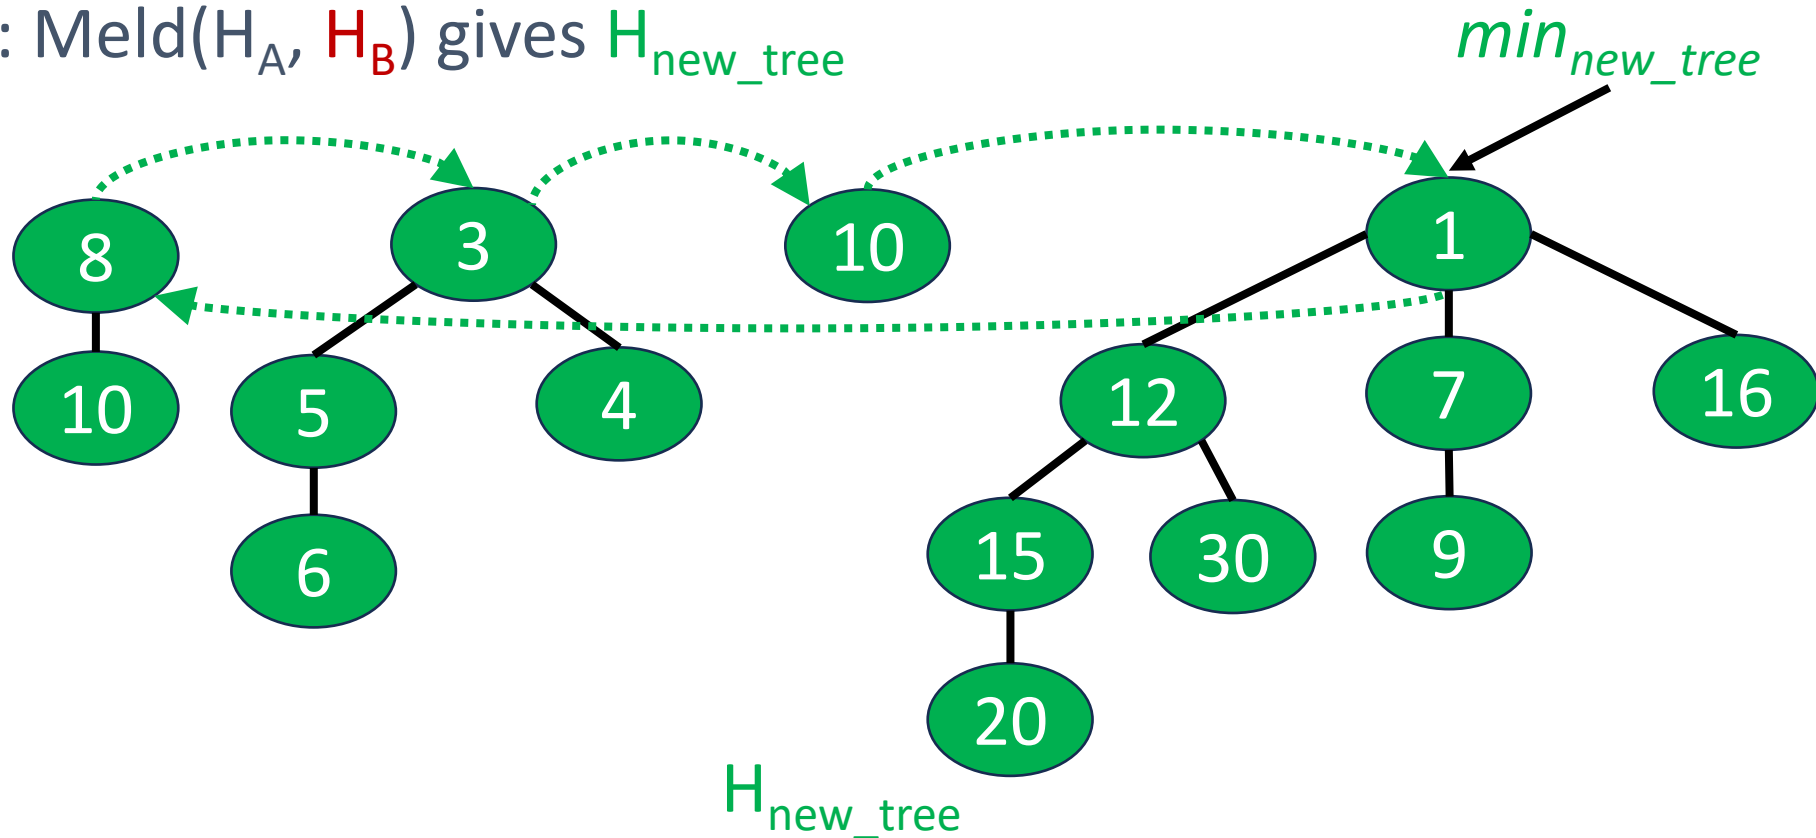 : Meld(H_A, H_B) gives H_new_tree
min_new_tree
8 3 10 1
10 5 4 12 7 16
6 15 30 9
20
H_new_tree